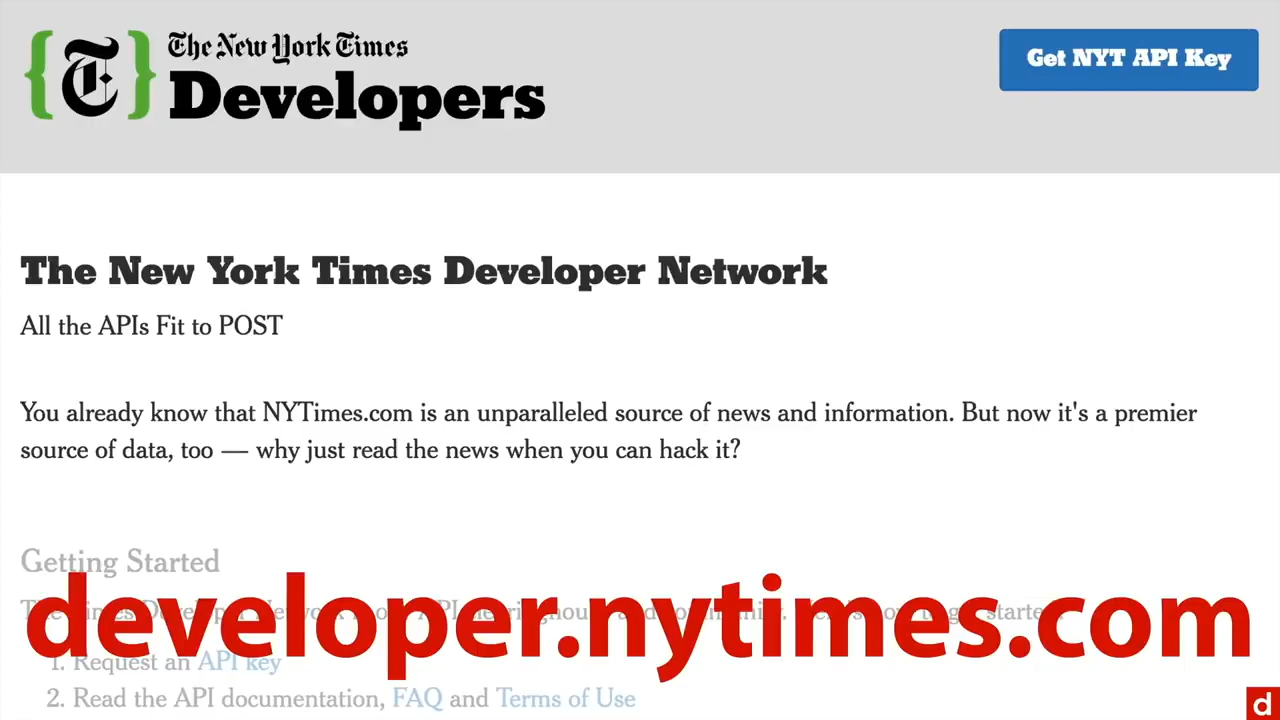 The New York Times
{T} Developers
Get NYT API Key
The New York Times Developer Network
All the APIs Fit to POST
You already know that NYTimes.com is an unparalleled source of news and information. But now it's a premier
source of data, too — why just read the news when you can hack it?
Getting Started
developer.nytimes.com
1. Request an API key
2. Read the API documentation, FAQ and Terms of Use
d